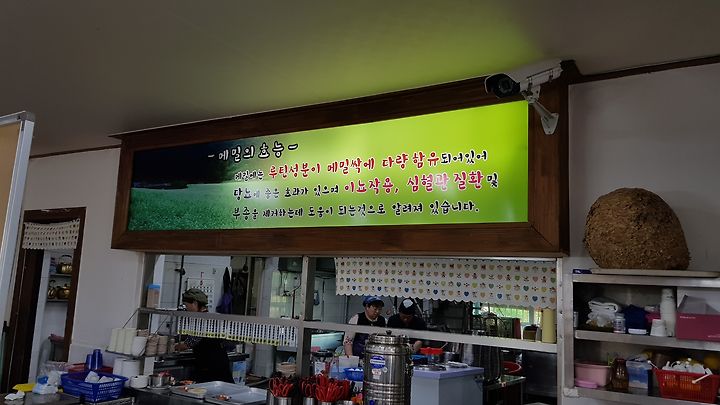 - 메밀의 효능 -
메밀에는 루틴성분이 메밀싹에 다량 함유되어있어
당뇨에 좋은 효과가 있으며 이뇨작용, 심혈관 질환 및
부종을 제거하는데 도움이 되는것으로 알려져 있습니다.